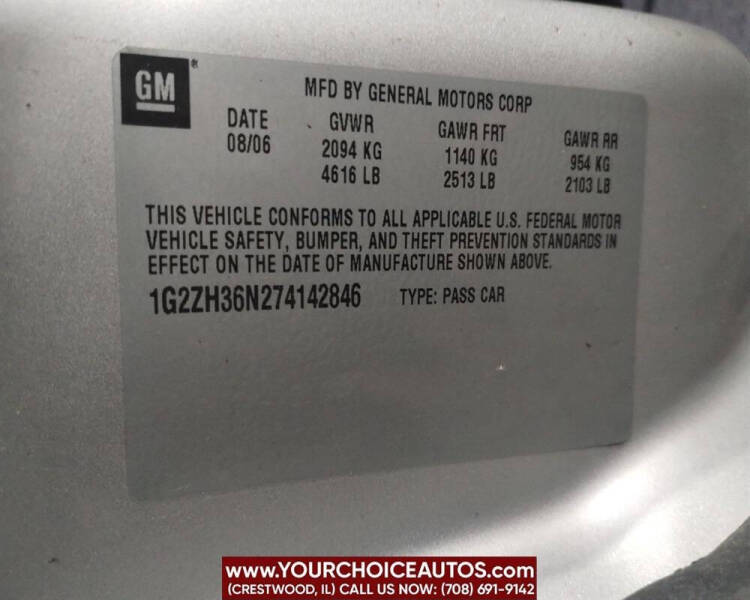 GM
MFD BY GENERAL MOTORS CORP
DATE GVWR GAWR FRT GAWR RR
08/06 2094 KG 1140 KG 954 KG
4616 LB 2513 LB 2103 LB
THIS VEHICLE CONFORMS TO ALL APPLICABLE U.S. FEDERAL MOTOR
VEHICLE SAFETY, BUMPER, AND THEFT PREVENTION STANDARDS IN
EFFECT ON THE DATE OF MANUFACTURE SHOWN ABOVE.
1G2ZH36N274142846 TYPE: PASS CAR
www.YOURCHOICEAUTOS.com
(CRESTWOOD, IL) CALL US NOW: (708) 691-9142